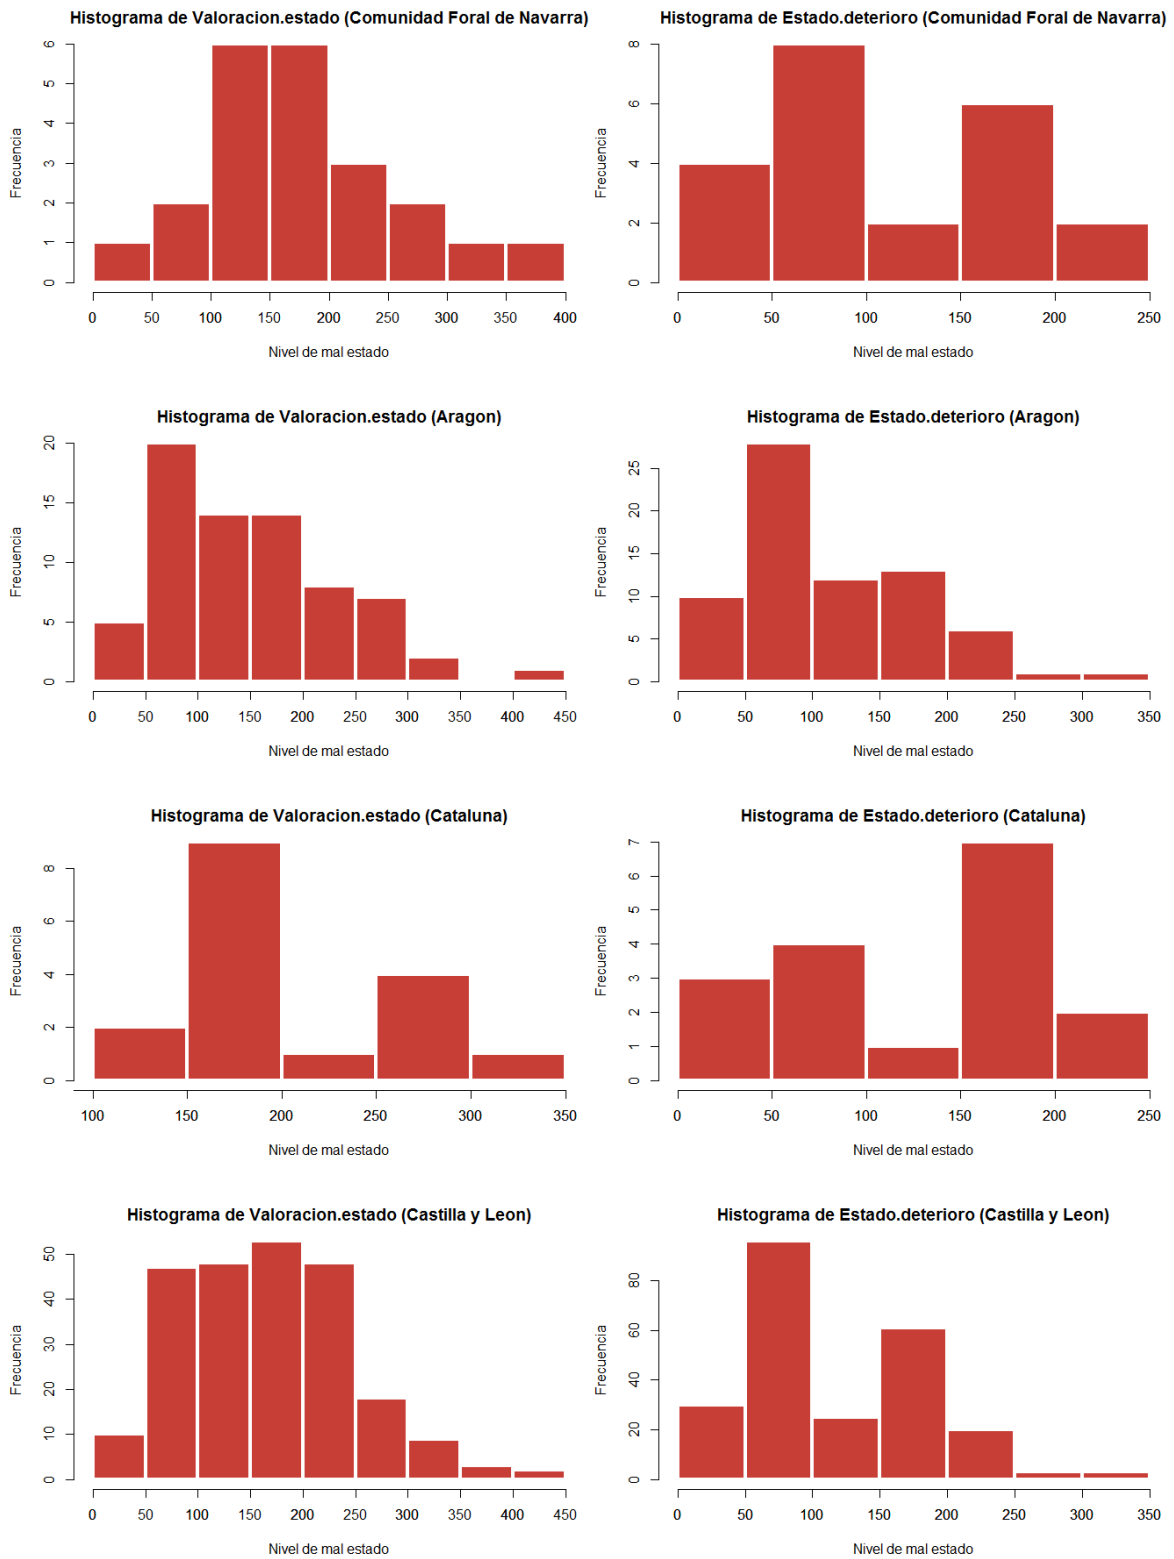 Histograma de Valoracion.estado (Comunidad Foral de Navarra)
Frecuencia
0 1 2 3 4 5 6
0 50 100 150 200 250 300 350 400
Nivel de mal estado
Histograma de Estado.deterioro (Comunidad Foral de Navarra)
Frecuencia
0 2 4 6 8
0 50 100 150 200 250
Nivel de mal estado
Histograma de Valoracion.estado (Aragon)
Frecuencia
0 5 10 15 20
0 50 100 150 200 250 300 350 400 450
Nivel de mal estado
Histograma de Estado.deterioro (Aragon)
Frecuencia
0 5 10 15 20 25
0 50 100 150 200 250 300 350
Nivel de mal estado
Histograma de Valoracion.estado (Cataluna)
Frecuencia
0 2 4 6 8
100 150 200 250 300 350
Nivel de mal estado
Histograma de Estado.deterioro (Cataluna)
Frecuencia
0 1 2 3 4 5 6 7
0 50 100 150 200 250
Nivel de mal estado
Histograma de Valoracion.estado (Castilla y Leon)
Frecuencia
0 10 20 30 40 50
0 50 100 150 200 250 300 350 400 450
Nivel de mal estado
Histograma de Estado.deterioro (Castilla y Leon)
Frecuencia
0 20 40 60 80
0 50 100 150 200 250 300 350
Nivel de mal estado